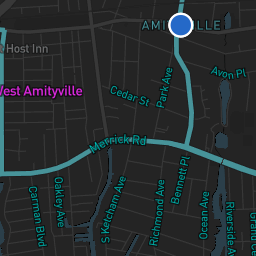 AMITYVILLE
Host Inn
Avon Pl
West Amityville
Park Ave
Cedar St
Merrick Rd
Bennett Pl
Oakley Ave
Carman Blvd
S Ketcham Ave
Richmond Ave
Ocean Ave
Riverside Av